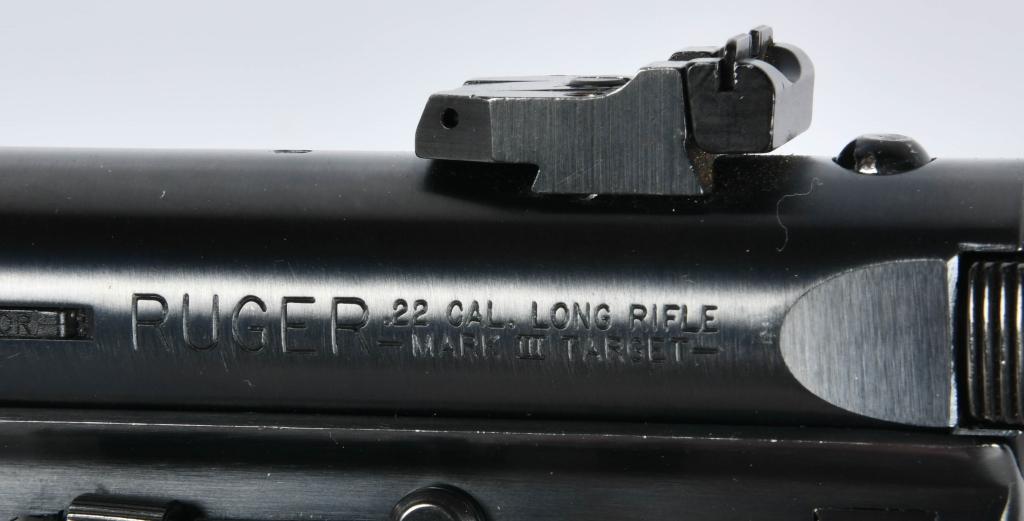 RUGER
.22 CAL. LONG RIFLE
-MARK III TARGET-